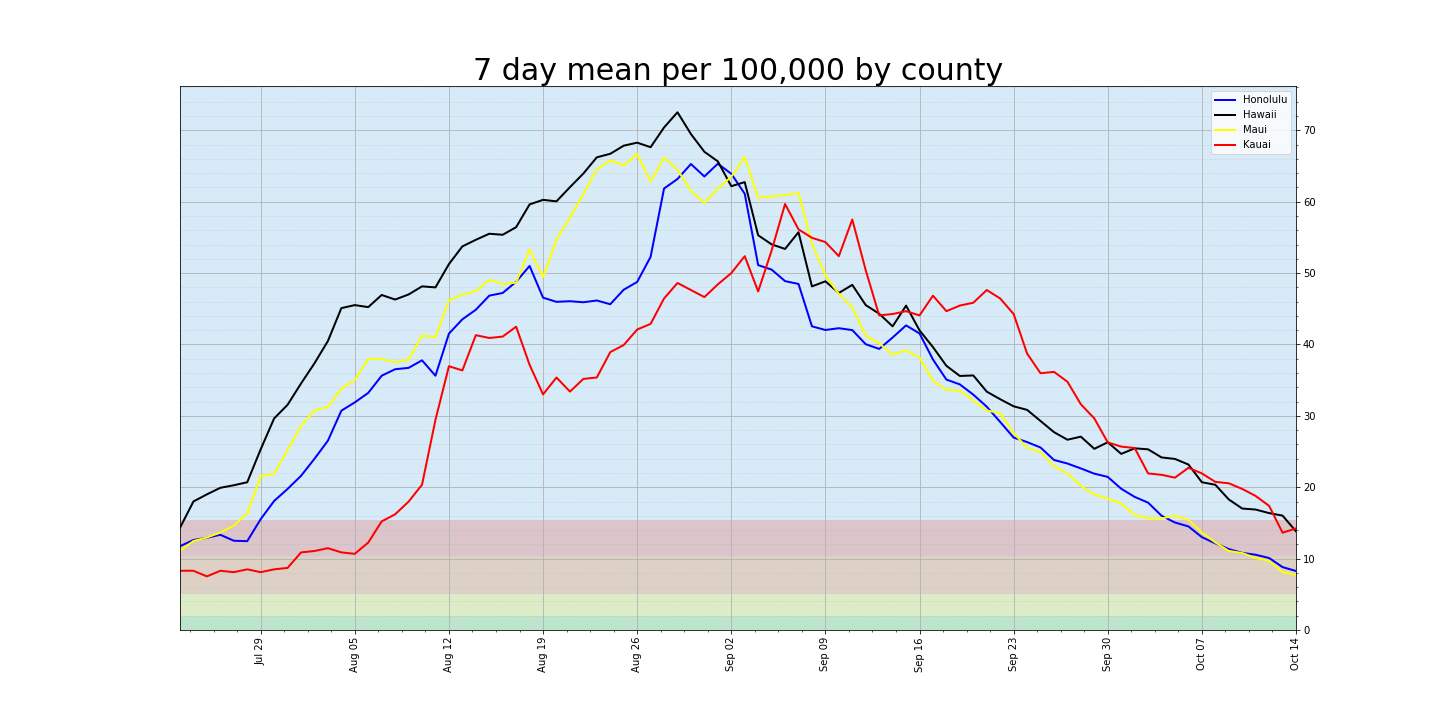 7 day mean per 100,000 by county
Honolulu
Hawaii
Maui
Kauai
70
60
50
40
30
20
10
0
Jul 29
Aug 05
Aug 12
Aug 19
Aug 26
Sep 02
Sep 09
Sep 16
Sep 23
Sep 30
Oct 07
Oct 14